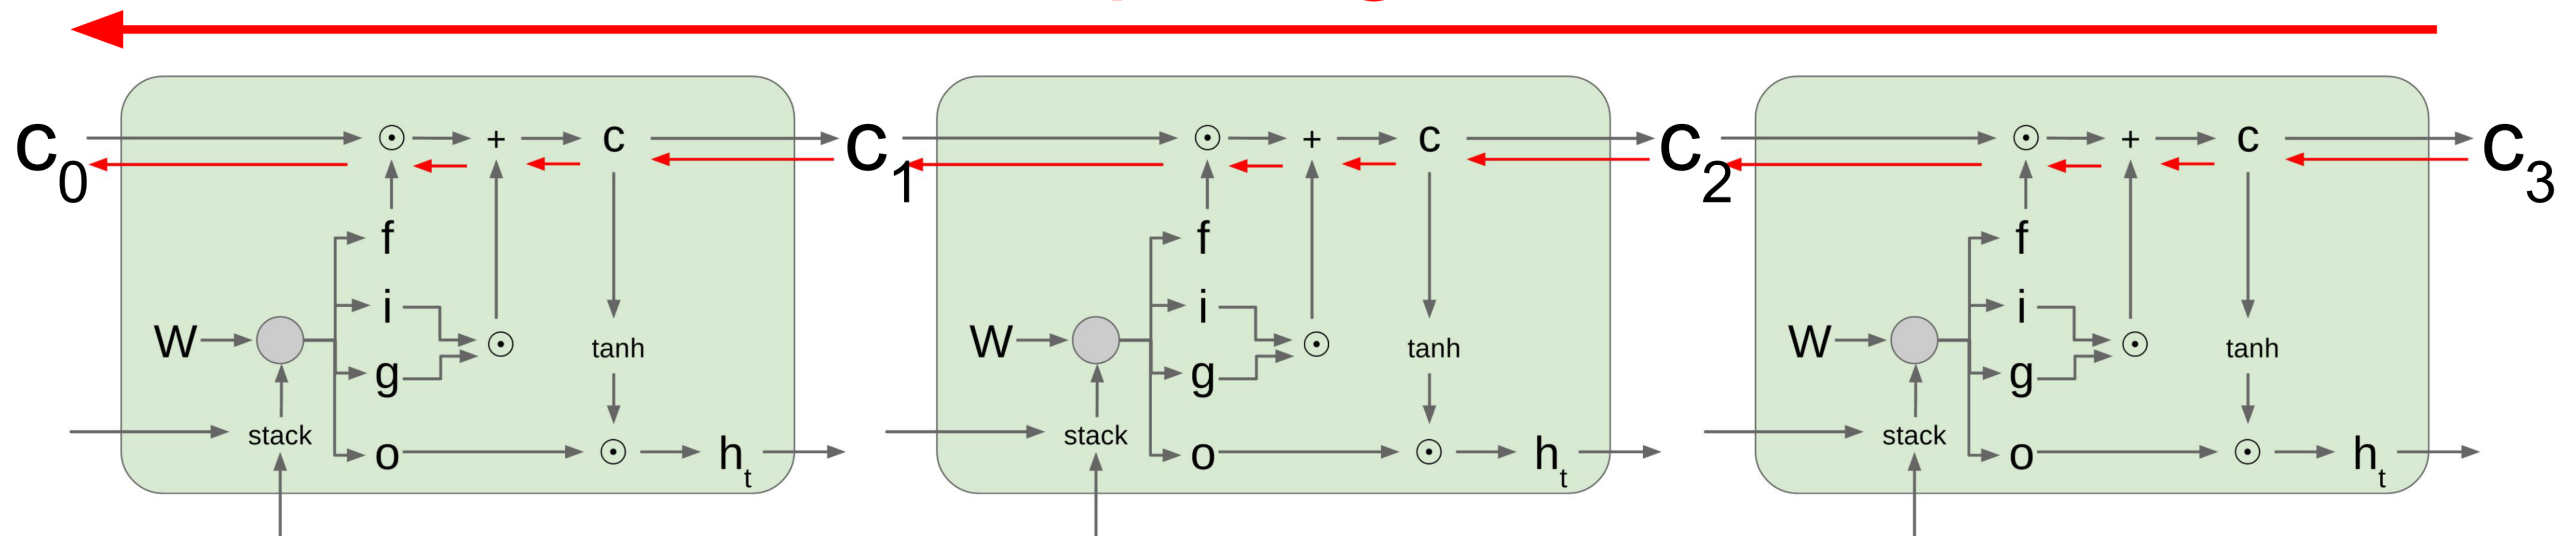 c0 ⊙ + c c1 ⊙ + c c2 ⊙ + c c3
f f f
i i i
W ⊙ tanh W ⊙ tanh W ⊙ tanh
g g g
stack stack stack
o ⊙ ht o ⊙ ht o ⊙ ht